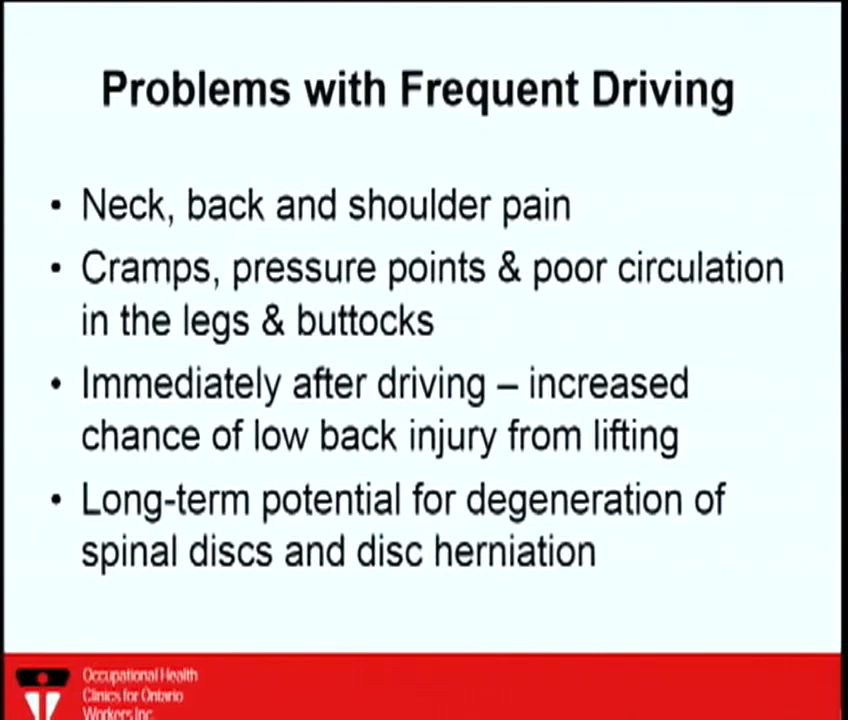 Problems with Frequent Driving
• Neck, back and shoulder pain
• Cramps, pressure points & poor circulation
in the legs & buttocks
• Immediately after driving – increased
chance of low back injury from lifting
• Long-term potential for degeneration of
spinal discs and disc herniation
Occupational Health
Clinics for Ontario
Workers Inc.